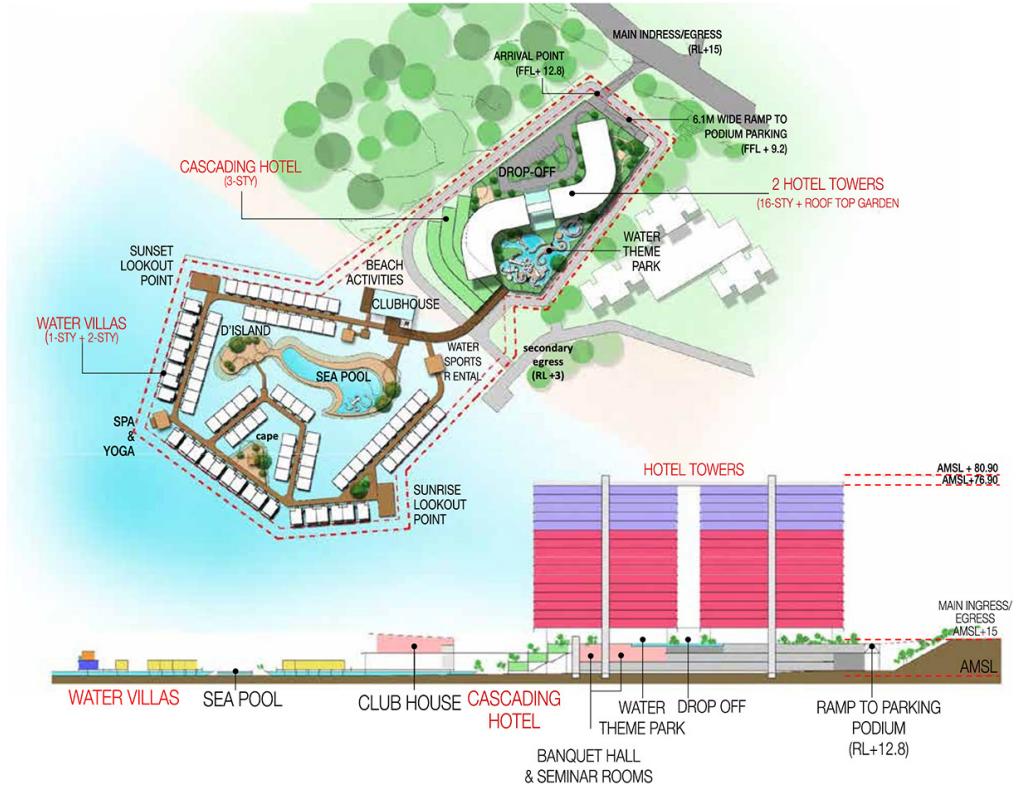 MAIN INDRESS/EGRESS
(RL+15)
ARRIVAL POINT
(FFL+ 12.8)
6.1M WIDE RAMP TO
PODIUM PARKING
(FFL + 9.2)
CASCADING HOTEL
(3-STY)
DROP-OFF
2 HOTEL TOWERS
(16-STY + ROOF TOP GARDEN
WATER
THEME
PARK
SUNSET
LOOKOUT
POINT
BEACH
ACTIVITIES
CLUBHOUSE
WATER VILLAS
(1-STY + 2-STY)
D'ISLAND
SEA POOL
WATER
SPORTS
R ENTAL
secondary
egress
(RL +3)
SPA
&
YOGA
cape
SUNRISE
LOOKOUT
POINT
HOTEL TOWERS
AMSL + 80.90
AMSL+76.90
MAIN INGRESS/
EGRESS
AMSL+15
AMSL
WATER VILLAS
SEA POOL
CLUB HOUSE
CASCADING
HOTEL
WATER
THEME PARK
DROP OFF
RAMP TO PARKING
PODIUM
(RL+12.8)
BANQUET HALL
& SEMINAR ROOMS